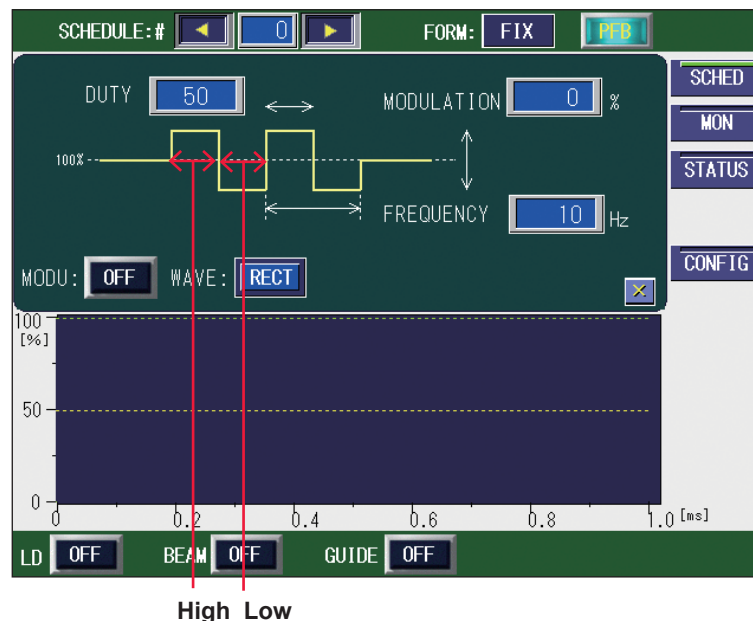 SCHEDULE:# 0 FORM: FIX PFB
SCHED
MON
STATUS
CONFIG
DUTY 50 MODULATION 0 %
100%
FREQUENCY 10 Hz
MODU: OFF WAVE: RECT ×
100
[%]
50
0
0 0.2 0.4 0.6 0.8 1.0 [ms]
LD OFF BEAM OFF GUIDE OFF
High Low